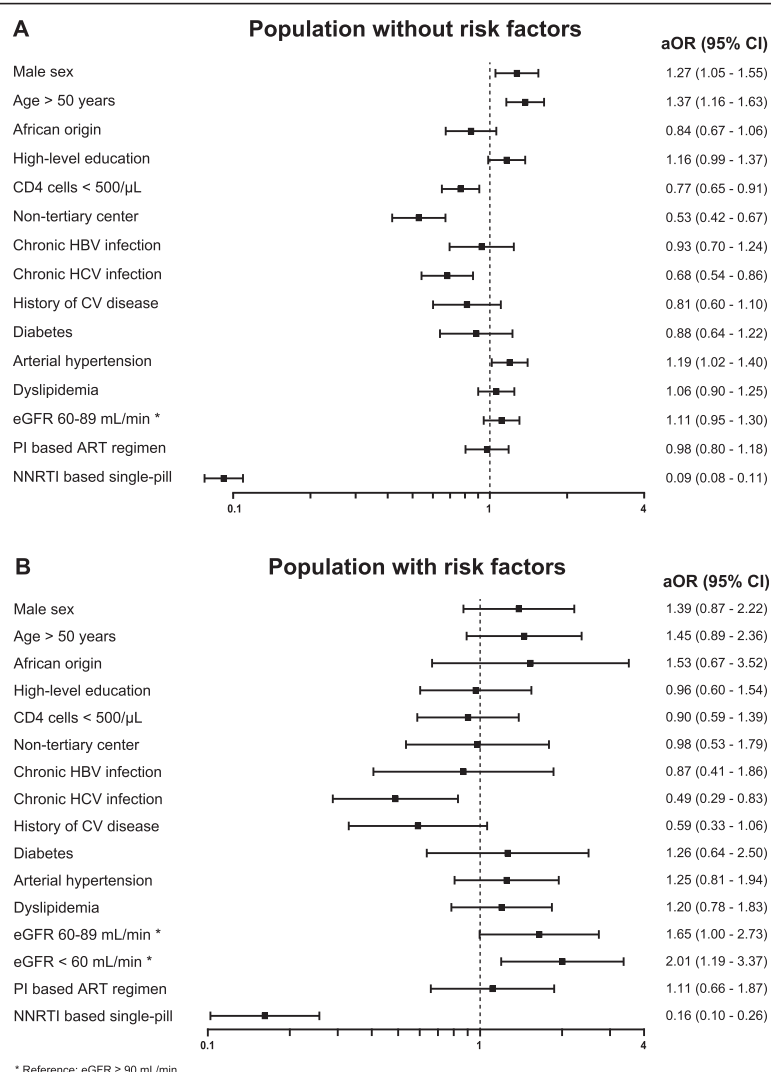 A Population without risk factors
aOR (95% CI)
Male sex 1.27 (1.05 - 1.55)
Age > 50 years 1.37 (1.16 - 1.63)
African origin 0.84 (0.67 - 1.06)
High-level education 1.16 (0.99 - 1.37)
CD4 cells < 500/µL 0.77 (0.65 - 0.91)
Non-tertiary center 0.53 (0.42 - 0.67)
Chronic HBV infection 0.93 (0.70 - 1.24)
Chronic HCV infection 0.68 (0.54 - 0.86)
History of CV disease 0.81 (0.60 - 1.10)
Diabetes 0.88 (0.64 - 1.22)
Arterial hypertension 1.19 (1.02 - 1.40)
Dyslipidemia 1.06 (0.90 - 1.25)
eGFR 60-89 mL/min * 1.11 (0.95 - 1.30)
PI based ART regimen 0.98 (0.80 - 1.18)
NNRTI based single-pill 0.09 (0.08 - 0.11)
0.1 1 4
B Population with risk factors
aOR (95% CI)
Male sex 1.39 (0.87 - 2.22)
Age > 50 years 1.45 (0.89 - 2.36)
African origin 1.53 (0.67 - 3.52)
High-level education 0.96 (0.60 - 1.54)
CD4 cells < 500/µL 0.90 (0.59 - 1.39)
Non-tertiary center 0.98 (0.53 - 1.79)
Chronic HBV infection 0.87 (0.41 - 1.86)
Chronic HCV infection 0.49 (0.29 - 0.83)
History of CV disease 0.59 (0.33 - 1.06)
Diabetes 1.26 (0.64 - 2.50)
Arterial hypertension 1.25 (0.81 - 1.94)
Dyslipidemia 1.20 (0.78 - 1.83)
eGFR 60-89 mL/min * 1.65 (1.00 - 2.73)
eGFR < 60 mL/min * 2.01 (1.19 - 3.37)
PI based ART regimen 1.11 (0.66 - 1.87)
NNRTI based single-pill 0.16 (0.10 - 0.26)
0.1 1 4
* Reference: eGFR ≥ 90 mL/min